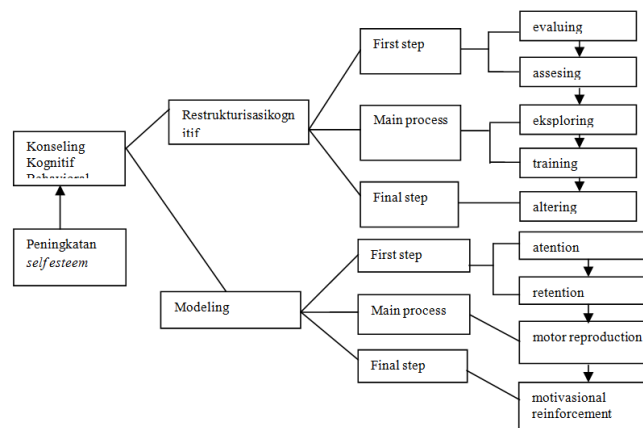 Konseling
Kognitif
Behavioral
Peningkatan
self esteem
Restrukturisasikogn
itif
First step
evaluing
assesing
Main process
eksploring
training
Final step
altering
Modeling
First step
atention
retention
Main process
motor reproduction
Final step
motivasional
reinforcement